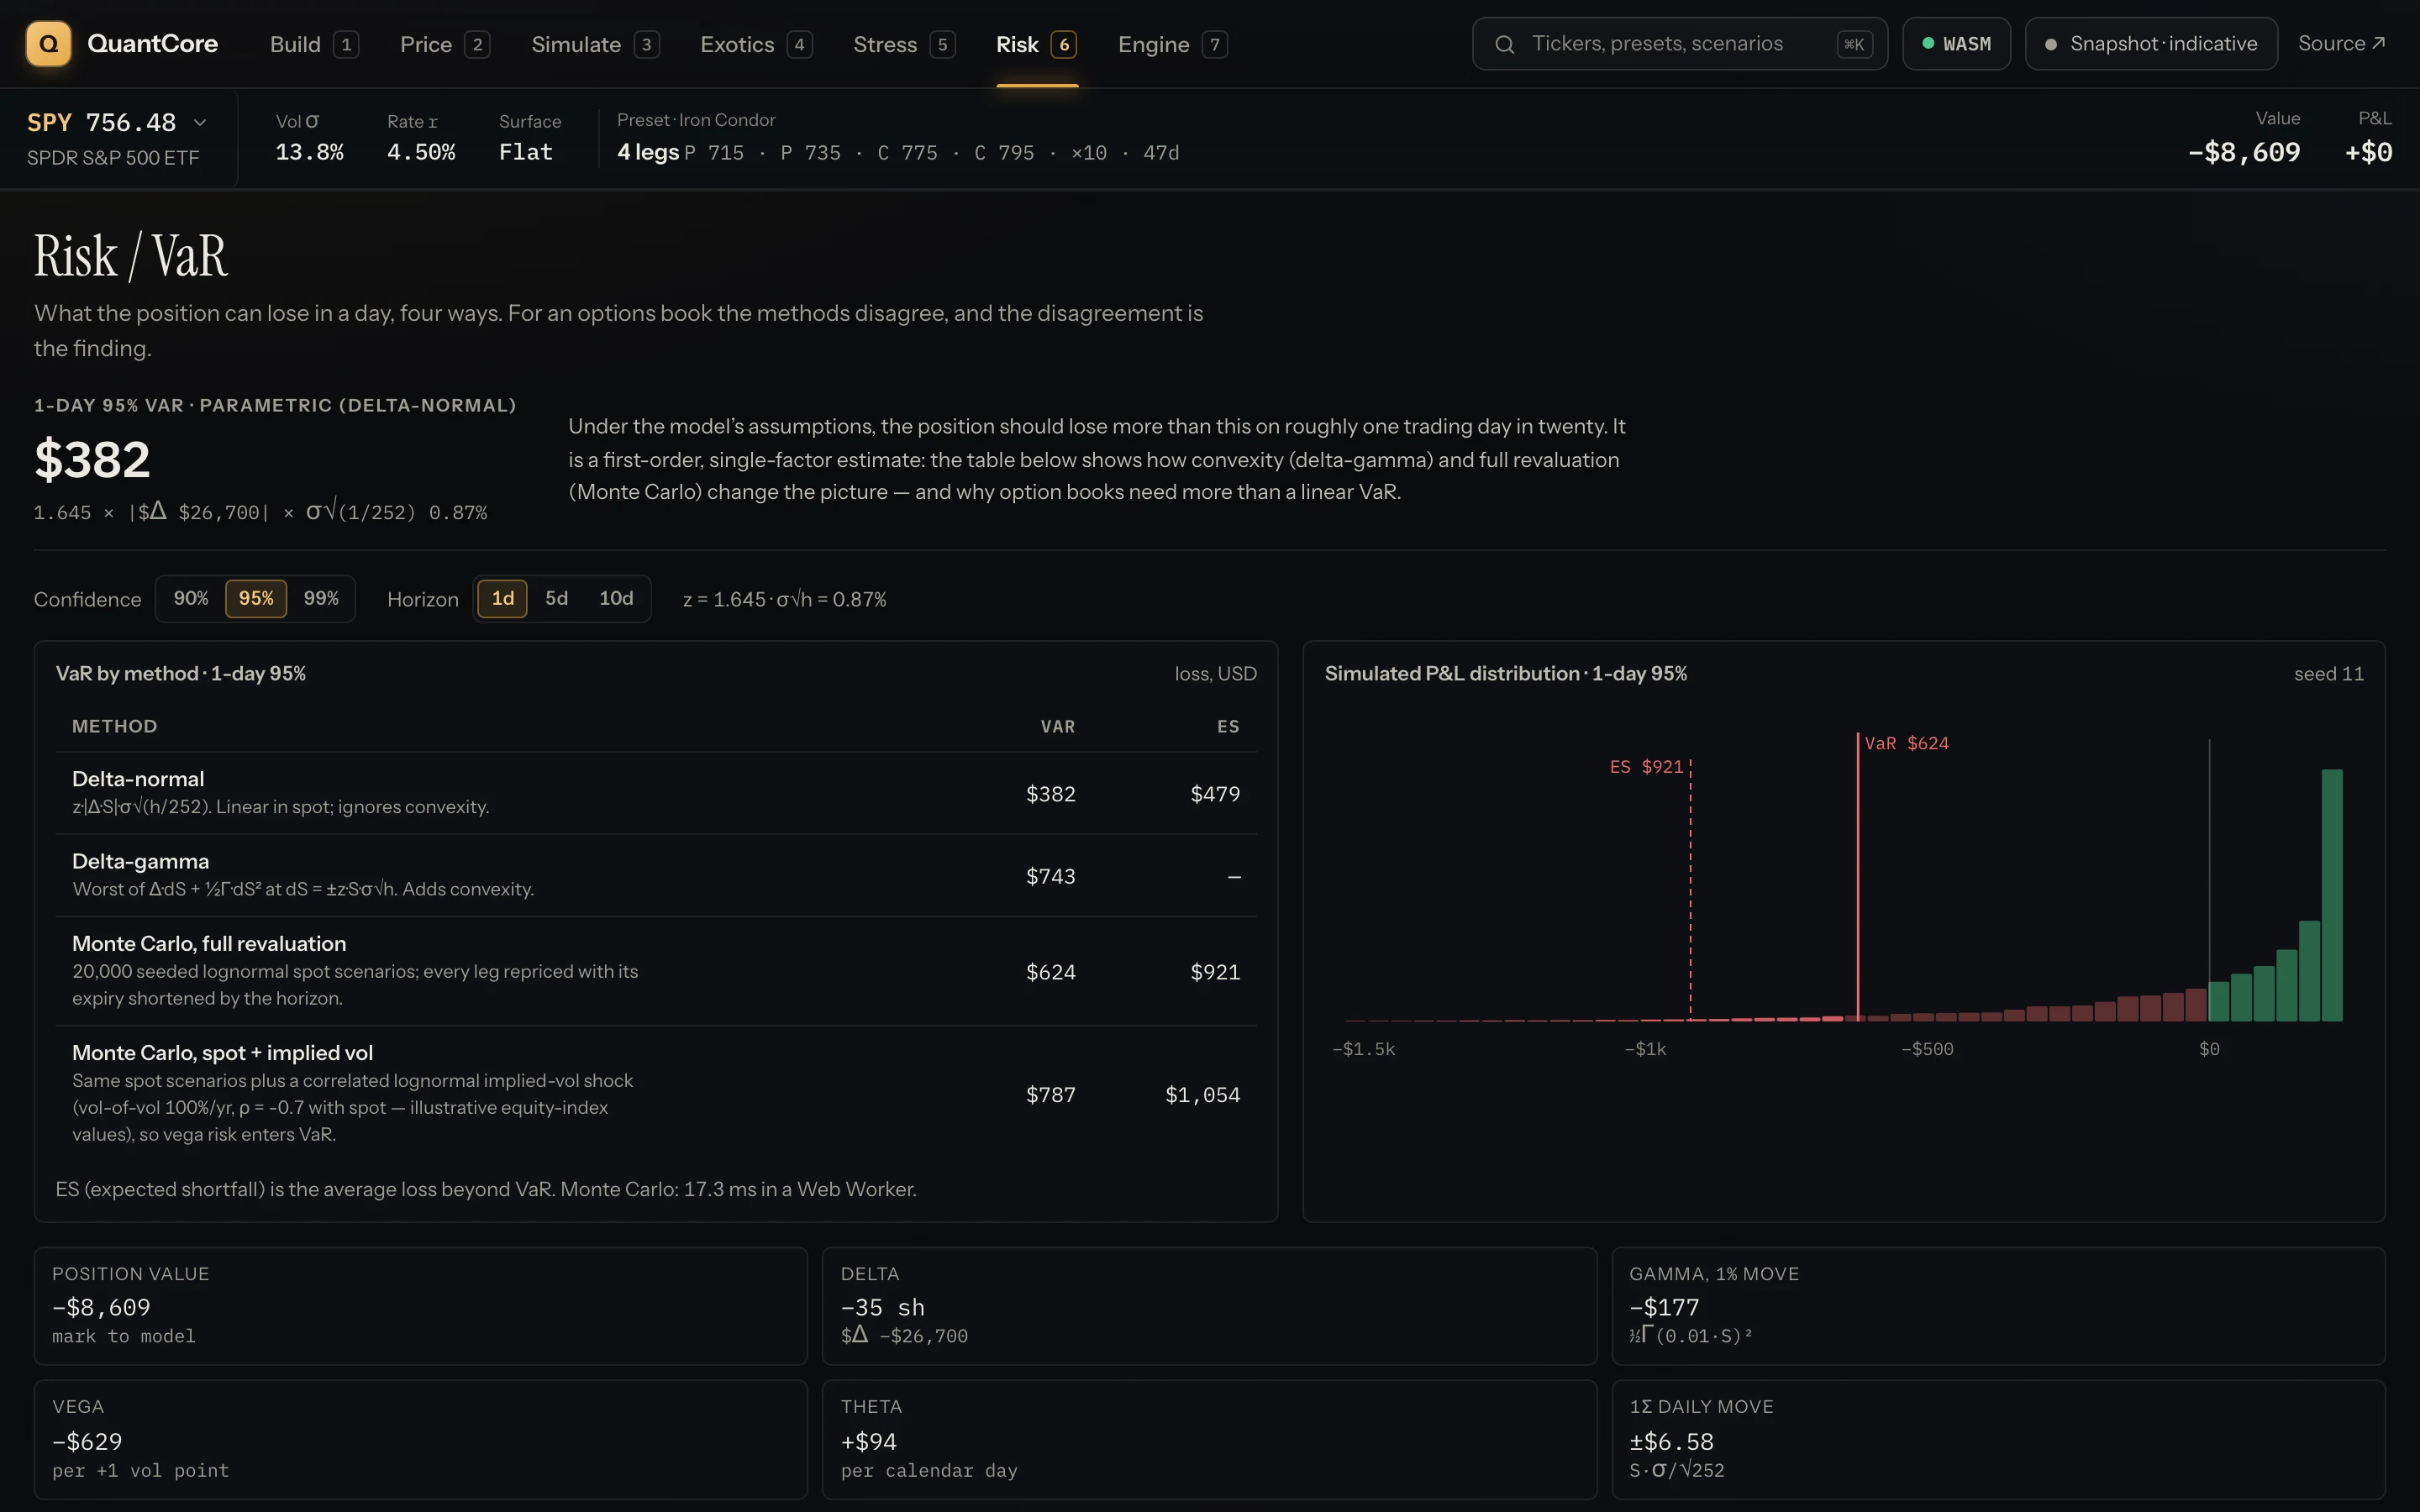 Q QuantCore Build 1 Price 2 Simulate 3 Exotics 4 Stress 5 Risk 6 Engine 7 Tickers, presets, scenarios ⌘K WASM Snapshot · indicative Source ↗
SPY 756.48
SPDR S&P 500 ETF
Vol σ
13.8%
Rate r
4.50%
Surface
Flat
Preset · Iron Condor
4 legs P 715 · P 735 · C 775 · C 795 · ×10 · 47d
Value
−$8,609
P&L
+$0
Risk / VaR
What the position can lose in a day, four ways. For an options book the methods disagree, and the disagreement is
the finding.
1-DAY 95% VAR · PARAMETRIC (DELTA-NORMAL)
$382
1.645 × |$Δ $26,700| × σ√(1/252) 0.87%
Under the model’s assumptions, the position should lose more than this on roughly one trading day in twenty. It
is a first-order, single-factor estimate: the table below shows how convexity (delta-gamma) and full revaluation
(Monte Carlo) change the picture — and why option books need more than a linear VaR.
Confidence 90% 95% 99% Horizon 1d 5d 10d z = 1.645 · σ√h = 0.87%
VaR by method · 1-day 95% loss, USD
METHOD VAR ES
Delta-normal
z·|Δ·S|·σ√(h/252). Linear in spot; ignores convexity.
$382 $479
Delta-gamma
Worst of Δ·dS + ½Γ·dS² at dS = ±z·S·σ√h. Adds convexity.
$743 —
Monte Carlo, full revaluation
20,000 seeded lognormal spot scenarios; every leg repriced with its
expiry shortened by the horizon.
$624 $921
Monte Carlo, spot + implied vol
Same spot scenarios plus a correlated lognormal implied-vol shock
(vol-of-vol 100%/yr, ρ = -0.7 with spot — illustrative equity-index
values), so vega risk enters VaR.
$787 $1,054
ES (expected shortfall) is the average loss beyond VaR. Monte Carlo: 17.3 ms in a Web Worker.
Simulated P&L distribution · 1-day 95% seed 11
VaR $624
ES $921
−$1.5k −$1k −$500 $0
POSITION VALUE
−$8,609
mark to model
DELTA
−35 sh
$Δ −$26,700
GAMMA, 1% MOVE
−$177
½Γ(0.01·S)²
VEGA
−$629
per +1 vol point
THETA
+$94
per calendar day
1Σ DAILY MOVE
±$6.58
S·σ/√252